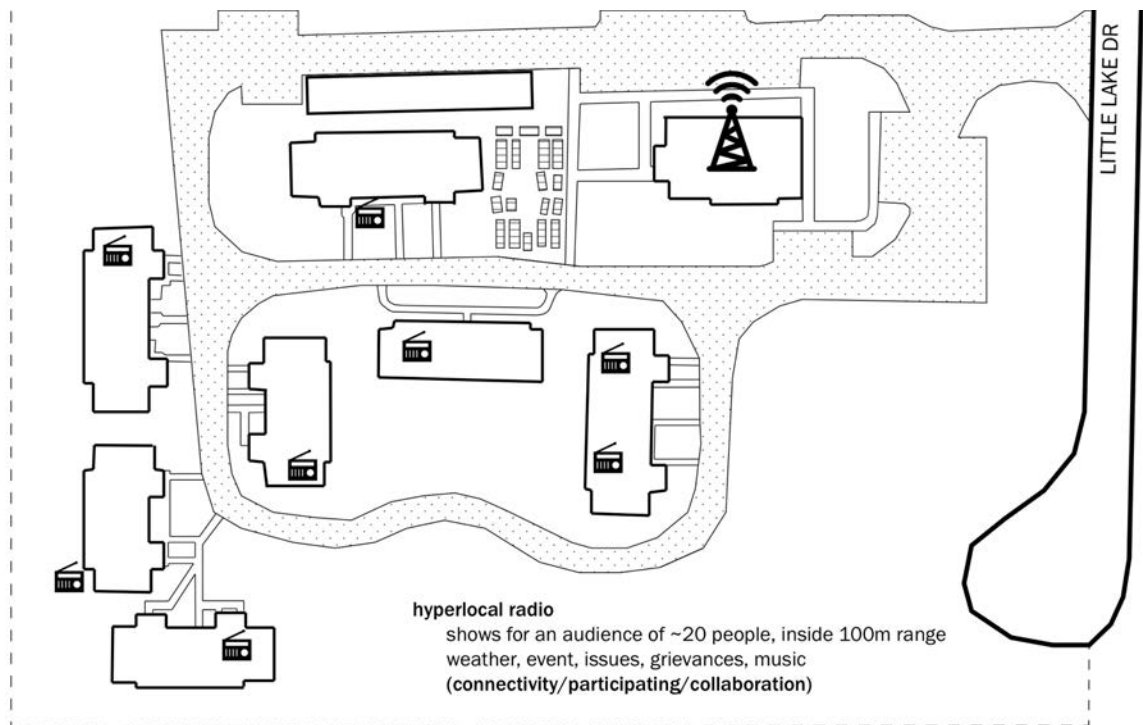 LITTLE LAKE DR
hyperlocal radio
shows for an audience of ~20 people, inside 100m range
weather, event, issues, grievances, music
(connectivity/participating/collaboration)